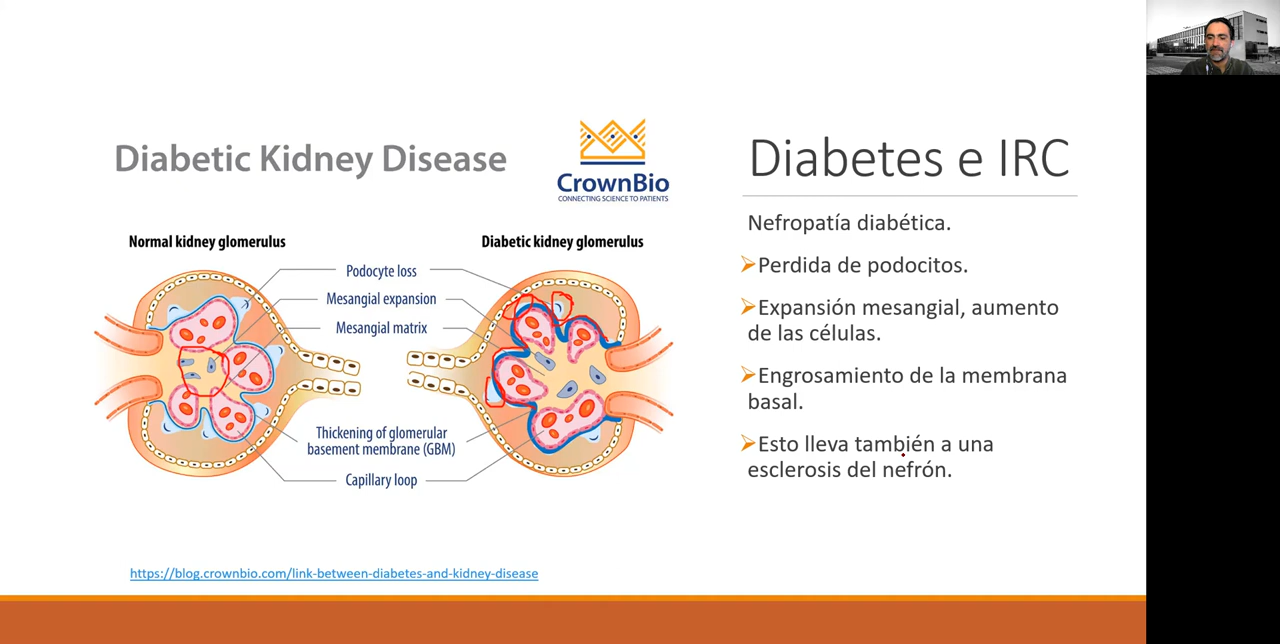 Diabetic Kidney Disease
CrownBio
CONNECTING SCIENCE TO PATIENTS
Normal kidney glomerulus
Diabetic kidney glomerulus
Podocyte loss
Mesangial expansion
Mesangial matrix
Thickening of glomerular
basement membrane (GBM)
Capillary loop
https://blog.crownbio.com/link-between-diabetes-and-kidney-disease
Diabetes e IRC
Nefropatía diabética.
Perdida de podocitos.
Expansión mesangial, aumento
de las células.
Engrosamiento de la membrana
basal.
Esto lleva también a una
esclerosis del nefrón.